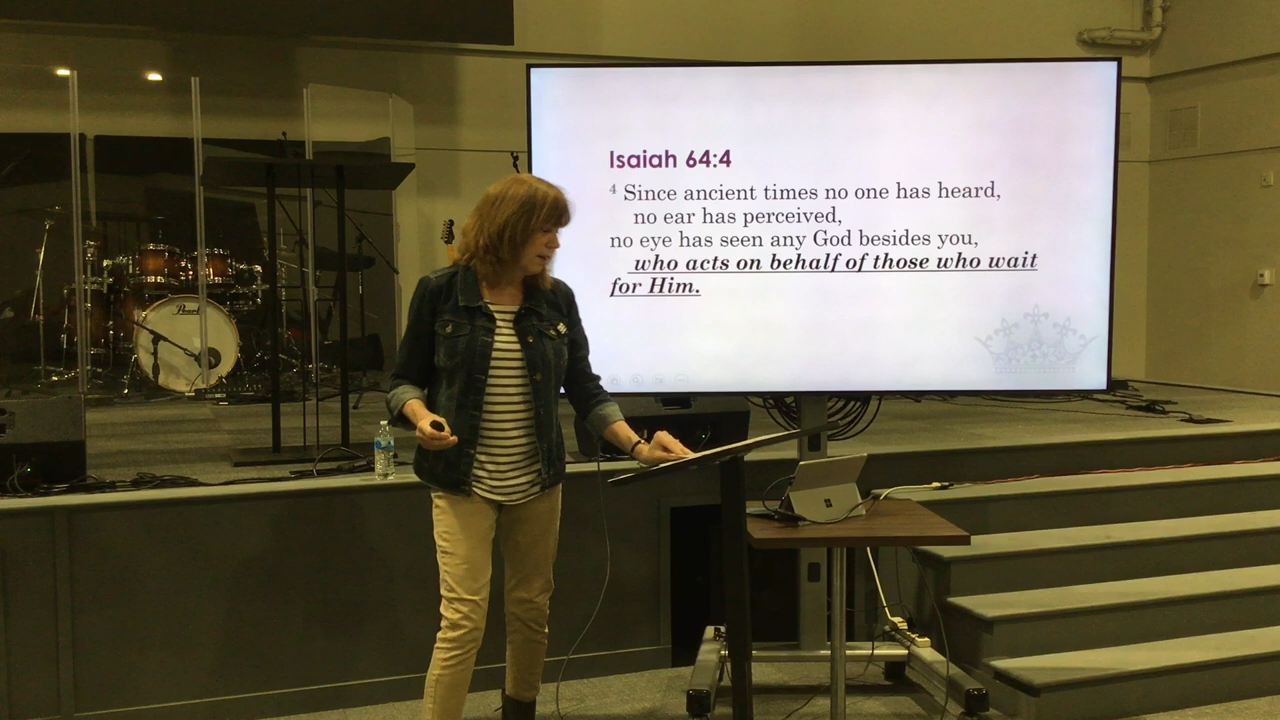 Isaiah 64:4
4 Since ancient times no one has heard,
no ear has perceived,
no eye has seen any God besides you,
who acts on behalf of those who wait
for Him.
Pearl